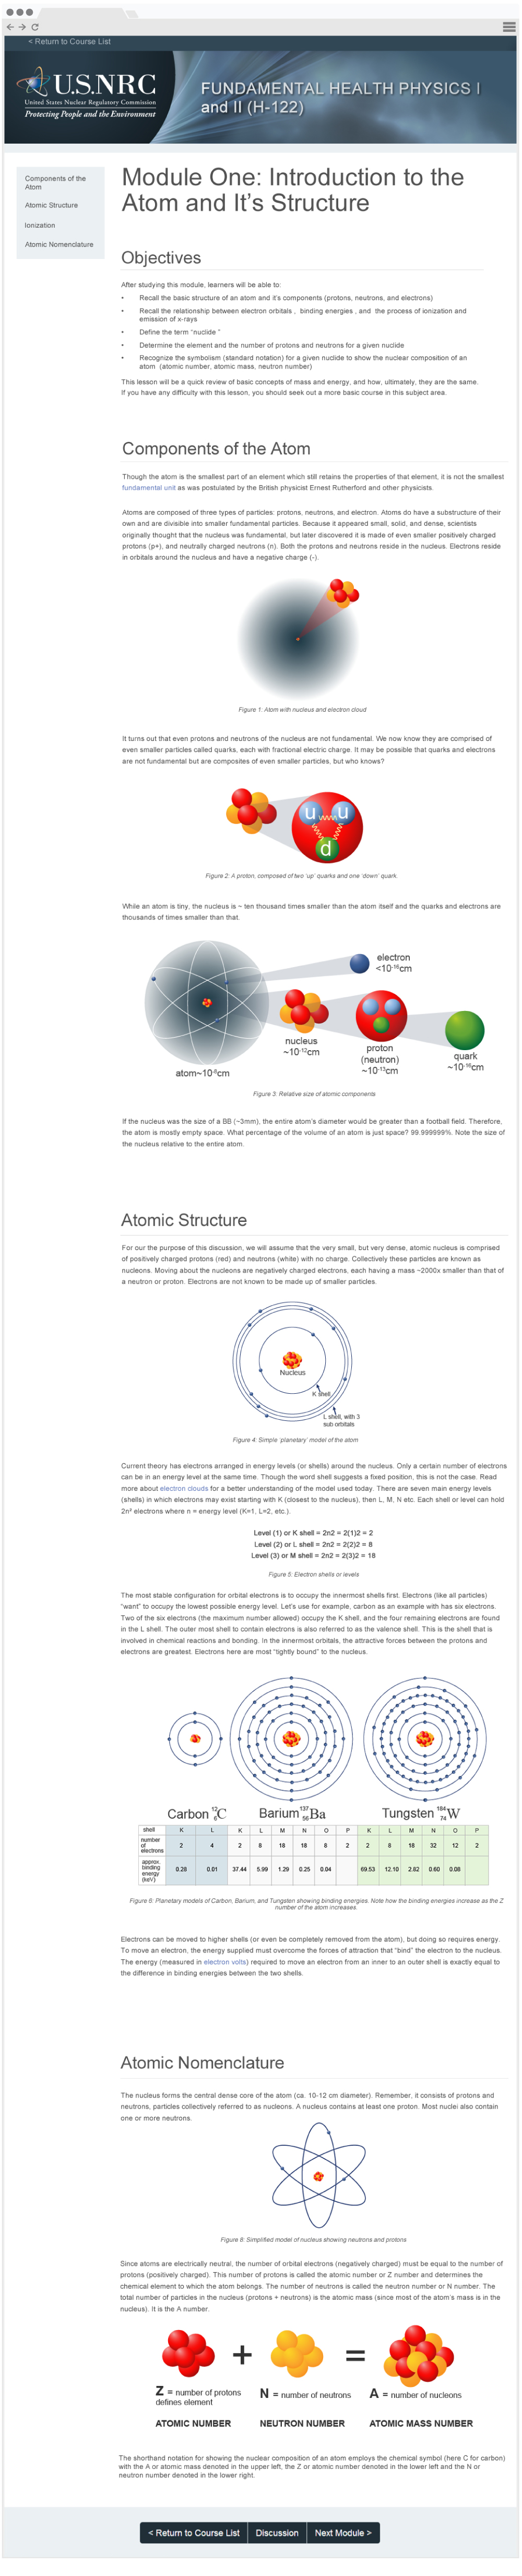 < Return to Course List
U.S.NRC
United States Nuclear Regulatory Commission
Protecting People and the Environment
FUNDAMENTAL HEALTH PHYSICS I
and II (H-122)
Components of the
Atom
Atomic Structure
Ionization
Atomic Nomenclature
Module One: Introduction to the
Atom and It's Structure
Objectives
After studying this module, learners will be able to:
• Recall the basic structure of an atom and it's components (protons, neutrons, and electrons)
• Recall the relationship between electron orbitals , binding energies , and the process of ionization and
emission of x-rays
• Define the term "nuclide "
• Determine the element and the number of protons and neutrons for a given nuclide
• Recognize the symbolism (standard notation) for a given nuclide to show the nuclear composition of an
atom (atomic number, atomic mass, neutron number)
This lesson will be a quick review of basic concepts of mass and energy, and how, ultimately, they are the same.
If you have any difficulty with this lesson, you should seek out a more basic course in this subject area.
Components of the Atom
Though the atom is the smallest part of an element which still retains the properties of that element, it is not the smallest
fundamental unit as was postulated by the British physicist Ernest Rutherford and other physicists.
Atoms are composed of three types of particles: protons, neutrons, and electron. Atoms do have a substructure of their
own and are divisible into smaller fundamental particles. Because it appeared small, solid, and dense, scientists
originally thought that the nucleus was fundamental, but later discovered it is made of even smaller positively charged
protons (p+), and neutrally charged neutrons (n). Both the protons and neutrons reside in the nucleus. Electrons reside
in orbitals around the nucleus and have a negative charge (-).
Figure 1: Atom with nucleus and electron cloud
It turns out that even protons and neutrons of the nucleus are not fundamental. We now know they are comprised of
even smaller particles called quarks, each with fractional electric charge. It may be possible that quarks and electrons
are not fundamental but are composites of even smaller particles, but who knows?
u u
d
Figure 2: A proton, composed of two 'up' quarks and one 'down' quark.
While an atom is tiny, the nucleus is ~ ten thousand times smaller than the atom itself and the quarks and electrons are
thousands of times smaller than that.
electron
<10⁻¹⁶cm
nucleus
~10⁻¹²cm
proton
(neutron)
~10⁻¹³cm
quark
~10⁻¹⁶cm
atom~10⁻⁸cm
Figure 3: Relative size of atomic components
If the nucleus was the size of a BB (~3mm), the entire atom's diameter would be greater than a football field. Therefore,
the atom is mostly empty space. What percentage of the volume of an atom is just space? 99.999999%. Note the size of
the nucleus relative to the entire atom.
Atomic Structure
For our the purpose of this discussion, we will assume that the very small, but very dense, atomic nucleus is comprised
of positively charged protons (red) and neutrons (white) with no charge. Collectively these particles are known as
nucleons. Moving about the nucleons are negatively charged electrons, each having a mass ~2000x smaller than that of
a neutron or proton. Electrons are not known to be made up of smaller particles.
Nucleus
K shell
L shell, with 3
sub orbitals
Figure 4: Simple 'planetary' model of the atom
Current theory has electrons arranged in energy levels (or shells) around the nucleus. Only a certain number of electrons
can be in an energy level at the same time. Though the word shell suggests a fixed position, this is not the case. Read
more about electron clouds for a better understanding of the model used today. There are seven main energy levels
(shells) in which electrons may exist starting with K (closest to the nucleus), then L, M, N etc. Each shell or level can hold
2n² electrons where n = energy level (K=1, L=2, etc.).
Level (1) or K shell = 2n2 = 2(1)2 = 2
Level (2) or L shell = 2n2 = 2(2)2 = 8
Level (3) or M shell = 2n2 = 2(3)2 = 18
Figure 5: Electron shells or levels
The most stable configuration for orbital electrons is to occupy the innermost shells first. Electrons (like all particles)
"want" to occupy the lowest possible energy level. Let's use for example, carbon as an example with has six electrons.
Two of the six electrons (the maximum number allowed) occupy the K shell, and the four remaining electrons are found
in the L shell. The outer most shell to contain electrons is also referred to as the valence shell. This is the shell that is
involved in chemical reactions and bonding. In the innermost orbitals, the attractive forces between the protons and
electrons are greatest. Electrons here are most "tightly bound" to the nucleus.
Carbon ¹²₆C Barium ¹³⁷₅₆Ba Tungsten ¹⁸⁴₇₄W
shell K L K L M N O P K L M N O P
number of electrons 2 4 2 8 18 18 8 2 2 8 18 32 12 2
approx. binding energy (keV) 0.28 0.01 37.44 5.99 1.29 0.25 0.04 69.53 12.10 2.82 0.60 0.08
Figure 6: Planetary models of Carbon, Barium, and Tungsten showing binding energies. Note how the binding energies increase as the Z
number of the atom increases.
Electrons can be moved to higher shells (or even be completely removed from the atom), but doing so requires energy.
To move an electron, the energy supplied must overcome the forces of attraction that "bind" the electron to the nucleus.
The energy (measured in electron volts) required to move an electron from an inner to an outer shell is exactly equal to
the difference in binding energies between the two shells.
Atomic Nomenclature
The nucleus forms the central dense core of the atom (ca. 10-12 cm diameter). Remember, it consists of protons and
neutrons, particles collectively referred to as nucleons. A nucleus contains at least one proton. Most nuclei also contain
one or more neutrons.
Figure 8: Simplified model of nucleus showing neutrons and protons
Since atoms are electrically neutral, the number of orbital electrons (negatively charged) must be equal to the number of
protons (positively charged). This number of protons is called the atomic number or Z number and determines the
chemical element to which the atom belongs. The number of neutrons is called the neutron number or N number. The
total number of particles in the nucleus (protons + neutrons) is the atomic mass (since most of the atom's mass is in the
nucleus). It is the A number.
+ =
Z = number of protons
defines element
N = number of neutrons
A = number of nucleons
ATOMIC NUMBER NEUTRON NUMBER ATOMIC MASS NUMBER
The shorthand notation for showing the nuclear composition of an atom employs the chemical symbol (here C for carbon)
with the A or atomic mass denoted in the upper left, the Z or atomic number denoted in the lower left and the N or
neutron number denoted in the lower right.
< Return to Course List Discussion Next Module >